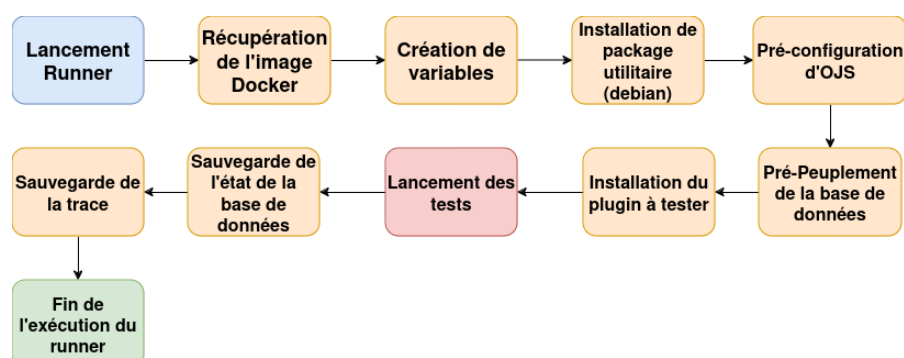 Lancement
Runner
Récupération
de l'image
Docker
Création de
variables
Installation de
package
utilitaire
(debian)
Pré-configuration
d'OJS
Pré-Peuplement
de la base de
données
Installation du
plugin à tester
Lancement des
tests
Sauvegarde de
l'état de la
base de
données
Sauvegarde de
la trace
Fin de
l'exécution du
runner